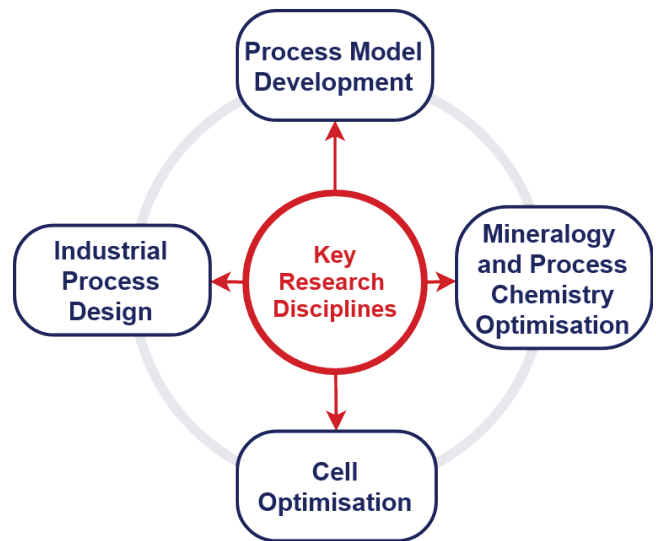 Process Model
Development
Industrial
Process
Design
Key
Research
Disciplines
Mineralogy
and Process
Chemistry
Optimisation
Cell
Optimisation